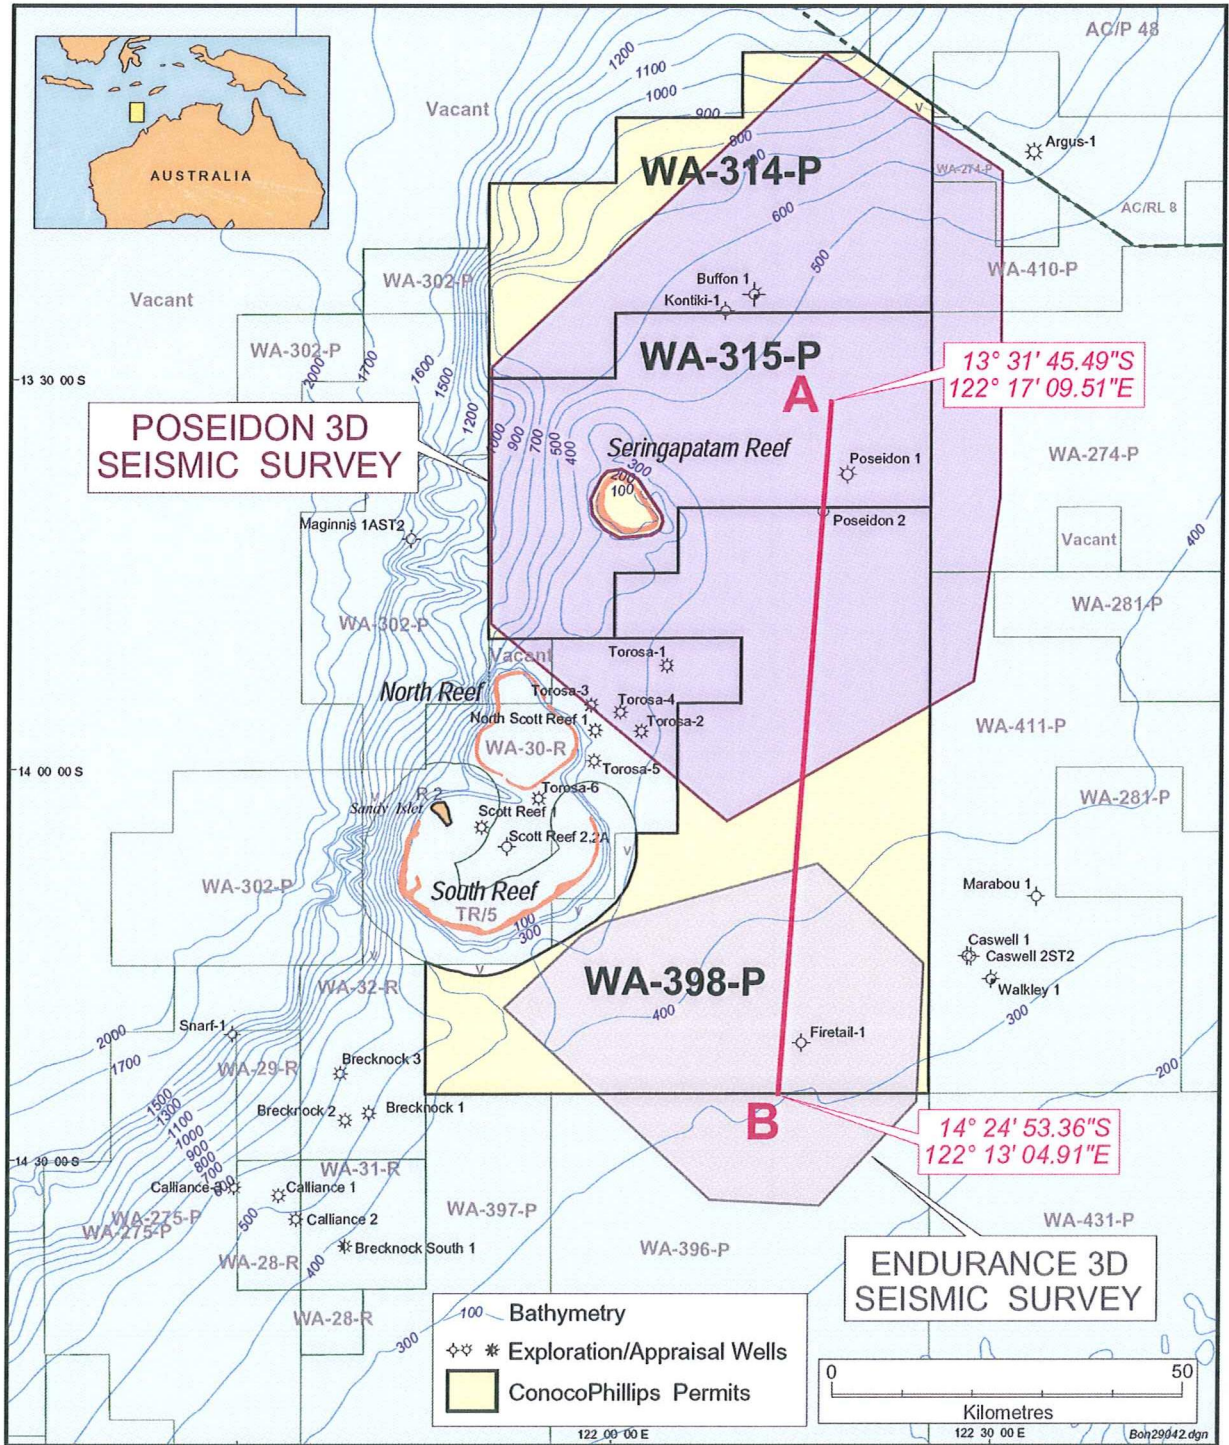 AC/P 48
1200
1100
1000
900
800
Vacant
AUSTRALIA
v
Argus-1
WA-314-P
WA-274-P
600
AC/RL 8
500
WA-302-P
Vacant
Buffon 1
Kontiki-1
WA-410-P
WA-302-P
WA-315-P
13° 31' 45.49"S
122° 17' 09.51"E
2000
1700
1600
1500
1200
13 30 00 S
A
POSEIDON 3D
SEISMIC SURVEY
900
700
500
400
Seringapatam Reef
300
200
100
Poseidon 1
WA-274-P
Poseidon 2
Maginnis 1AST2
Vacant
400
WA-281-P
WA-302-P
Vacant
Torosa-1
North Reef
Torosa-3
Torosa-4
North Scott Reef 1
Torosa-2
WA-411-P
WA-30-R
Torosa-5
14 00 00 S
v
R 2
Torosa-6
Sandy Islet
Scott Reef 1
Scott Reef 2,2A
WA-281-P
v
WA-302-P
South Reef
TR/5
Marabou 1
100
300
v
v
v
Caswell 1
Caswell 2ST2
Walkley 1
WA-398-P
WA-32-R
400
300
Snarf-1
2000
1700
Firetail-1
WA-29-R
Brecknock 3
200
1500
1300
1100
1000
900
800
700
600
Brecknock 2
Brecknock 1
B
14° 24' 53.36"S
122° 13' 04.91"E
14 30 00 S
WA-31-R
Calliance 1
WA-275-P
WA-275-P
500
Calliance 2
WA-397-P
WA-431-P
WA-28-R
400
Brecknock South 1
WA-396-P
ENDURANCE 3D
SEISMIC SURVEY
WA-28-R
300
100 Bathymetry
Exploration/Appraisal Wells
ConocoPhillips Permits
0 50
Kilometres
122 00 00 E
122 30 00 E
Bon29042.dgn